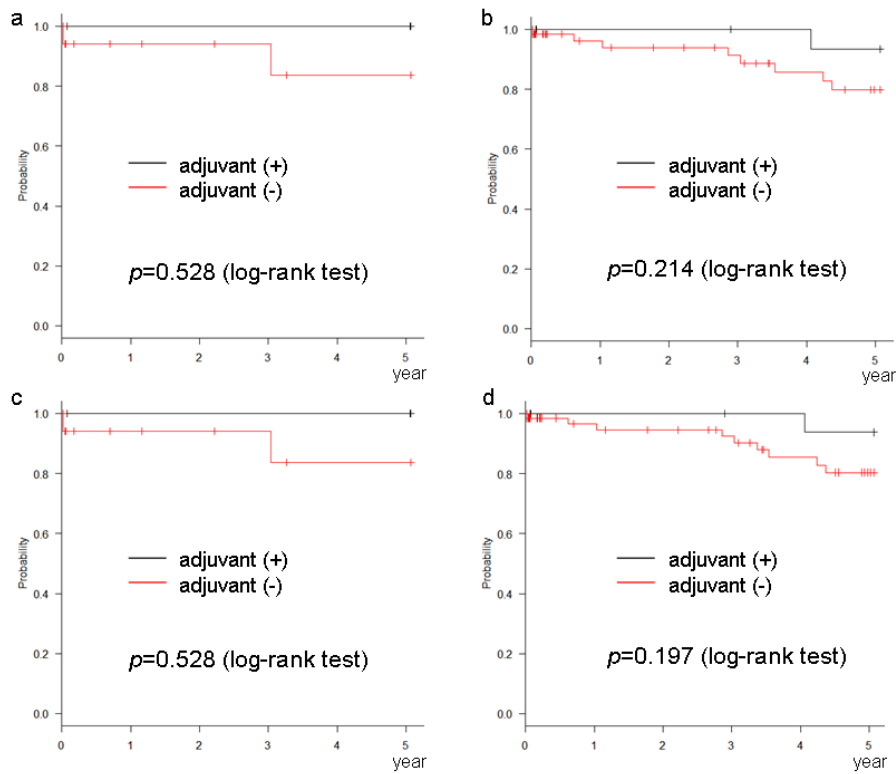 a
1.0
0.8
0.6
0.4
0.2
0.0
Probability
adjuvant (+)
adjuvant (-)
p=0.528 (log-rank test)
0 1 2 3 4 5
year
b
1.0
0.8
0.6
0.4
0.2
0.0
Probability
adjuvant (+)
adjuvant (-)
p=0.214 (log-rank test)
0 1 2 3 4 5
year
c
1.0
0.8
0.6
0.4
0.2
0.0
Probability
adjuvant (+)
adjuvant (-)
p=0.528 (log-rank test)
0 1 2 3 4 5
year
d
1.0
0.8
0.6
0.4
0.2
0.0
Probability
adjuvant (+)
adjuvant (-)
p=0.197 (log-rank test)
0 1 2 3 4 5
year